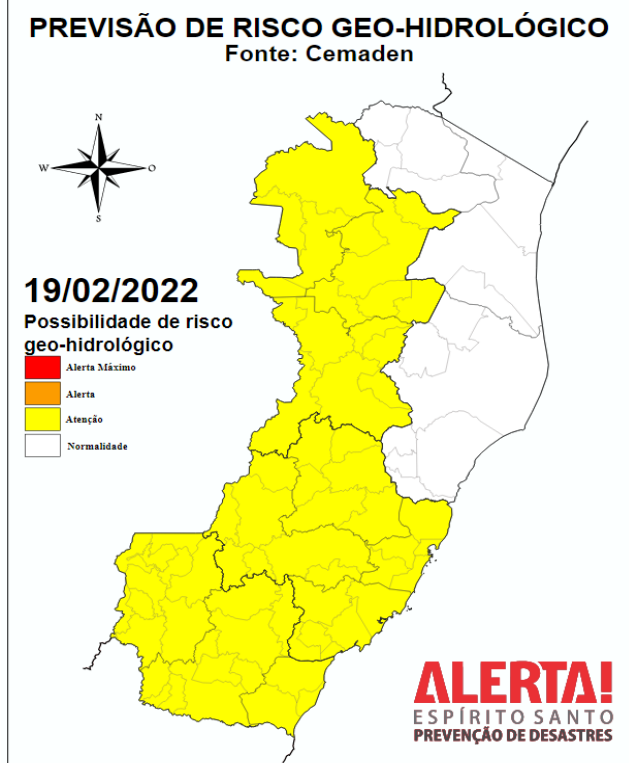 PREVISÃO DE RISCO GEO-HIDROLÓGICO
Fonte: Cemaden
N
W
O
S
19/02/2022
Possibilidade de risco
geo-hidrológico
Alerta Máximo
Alerta
Atenção
Normalidade
ALERTA!
ESPÍRITO SANTO
PREVENÇÃO DE DESASTRES